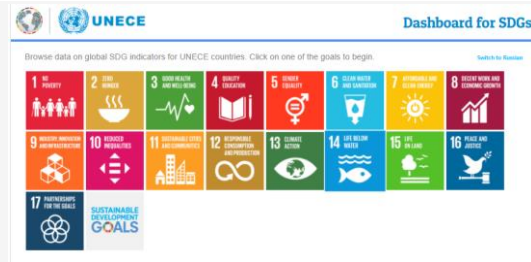 UNECE
Dashboard for SDGs
Browse data on global SDG indicators for UNECE countries. Click on one of the goals to begin.
Switch to Russian
1 NO
POVERTY
2 ZERO
HUNGER
3 GOOD HEALTH
AND WELL-BEING
4 QUALITY
EDUCATION
5 GENDER
EQUALITY
6 CLEAN WATER
AND SANITATION
7 AFFORDABLE AND
CLEAN ENERGY
8 DECENT WORK AND
ECONOMIC GROWTH
9 INDUSTRY, INNOVATION
AND INFRASTRUCTURE
10 REDUCED
INEQUALITIES
11 SUSTAINABLE CITIES
AND COMMUNITIES
12 RESPONSIBLE
CONSUMPTION
AND PRODUCTION
13 CLIMATE
ACTION
14 LIFE BELOW
WATER
15 LIFE
ON LAND
16 PEACE AND
JUSTICE
17 PARTNERSHIPS
FOR THE GOALS
SUSTAINABLE
DEVELOPMENT
GOALS